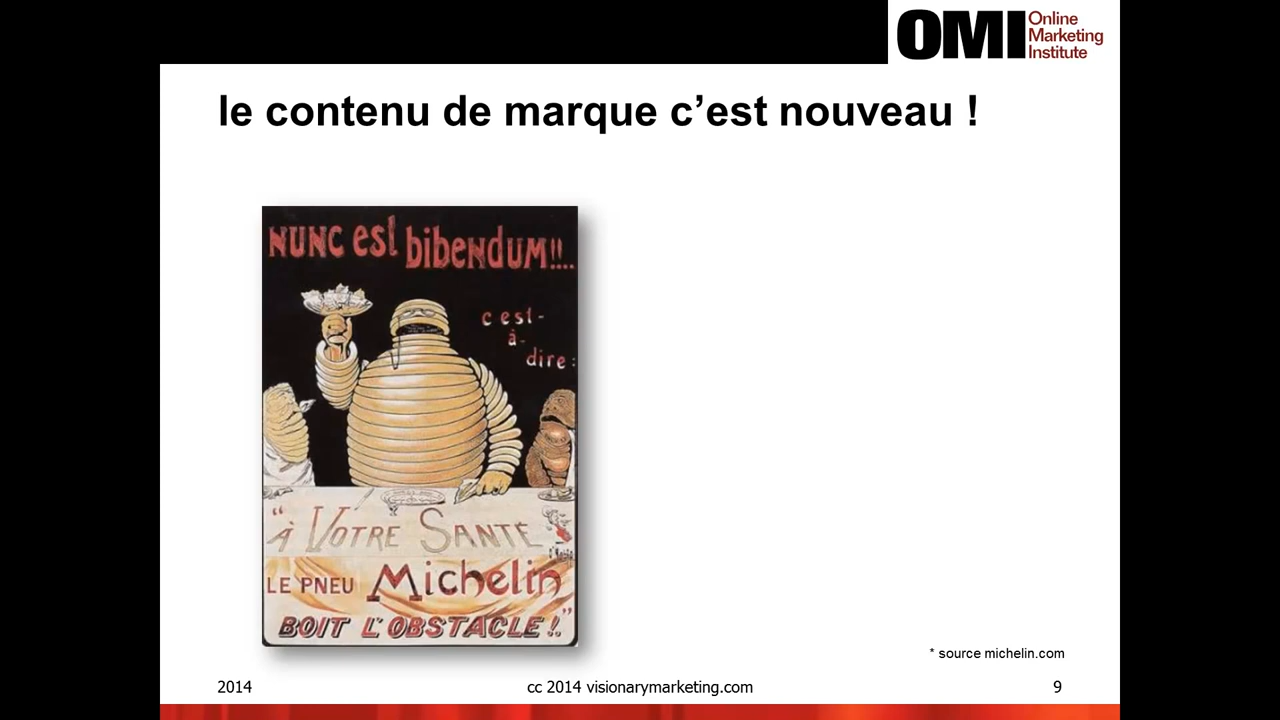 OMI Online
Marketing
Institute
le contenu de marque c’est nouveau !
NUNC est bibendum!!..
c'est-
à-
dire:
“À VOTRE SANTÉ
LE PNEU Michelin
BOIT L'OBSTACLE!.”
* source michelin.com
2014
cc 2014 visionarymarketing.com
9